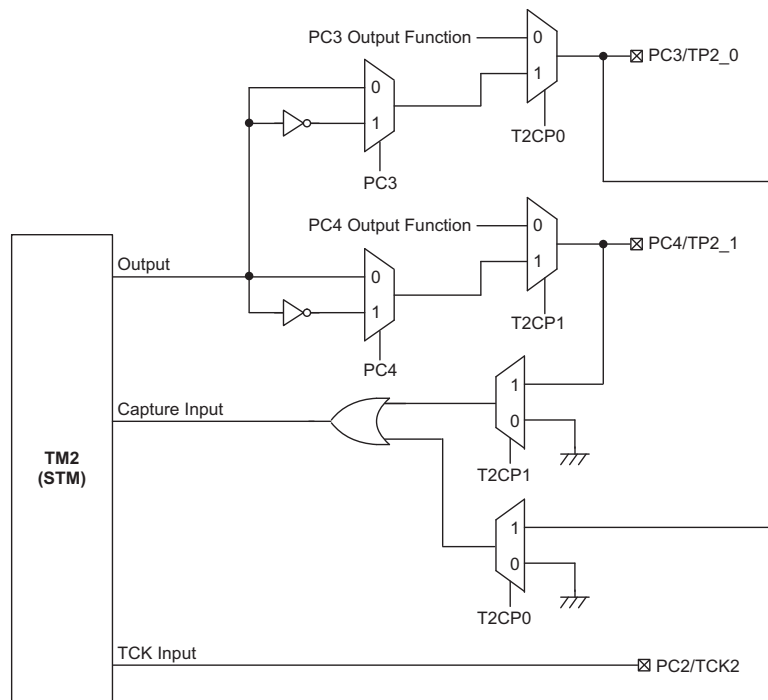 PC3 Output Function
0
1
PC3/TP2_0
T2CP0
0
1
PC3
PC4 Output Function
0
1
PC4/TP2_1
T2CP1
Output
0
1
PC4
Capture Input
1
0
T2CP1
TM2
(STM)
1
0
T2CP0
TCK Input
PC2/TCK2